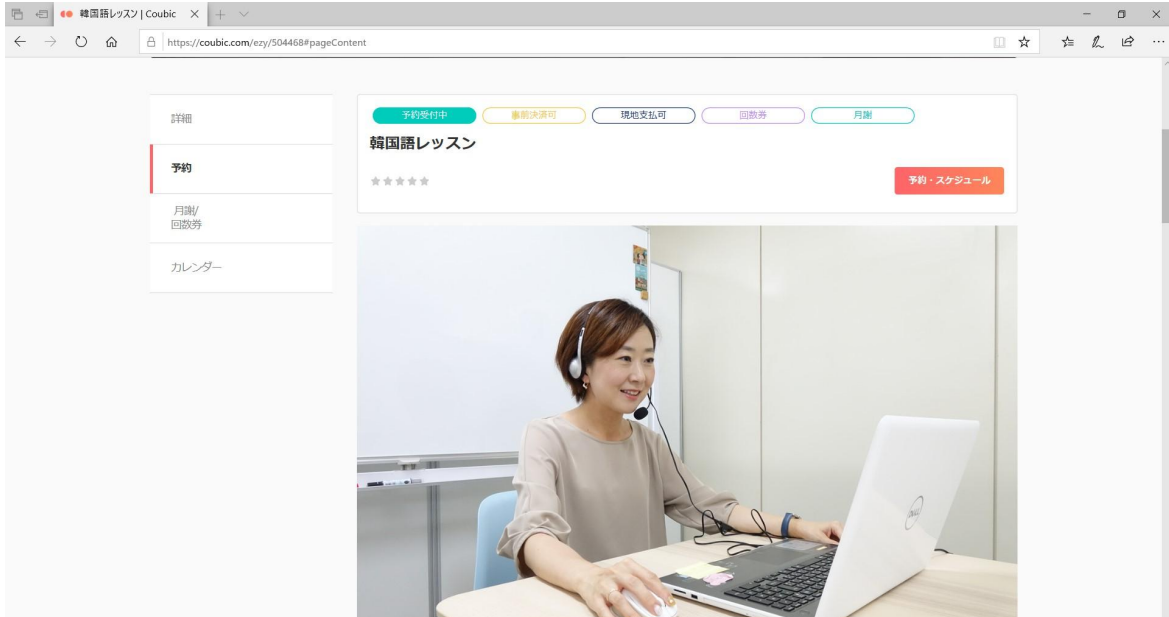 韓国語レッスン | Coubic
https://coubic.com/ezy/504468#pageContent
詳細
予約
月謝/
回数券
カレンダー
予約受付中
事前決済可
現地支払可
回数券
月謝
韓国語レッスン
予約・スケジュール
DELL